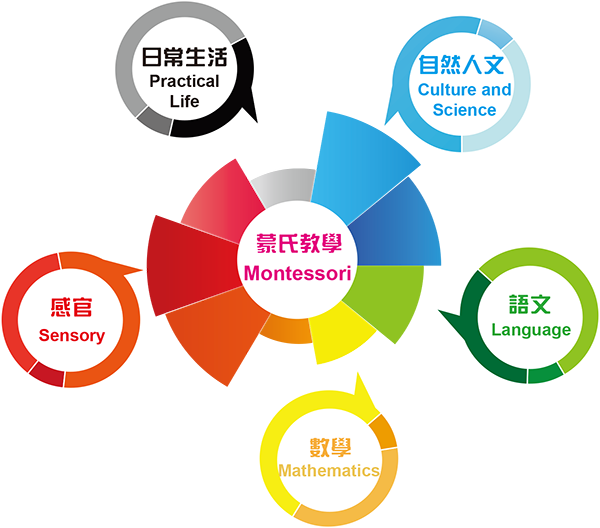 日常生活
Practical
Life
自然人文
Culture and
Science
蒙氏教學
Montessori
感官
Sensory
語文
Language
數學
Mathematics